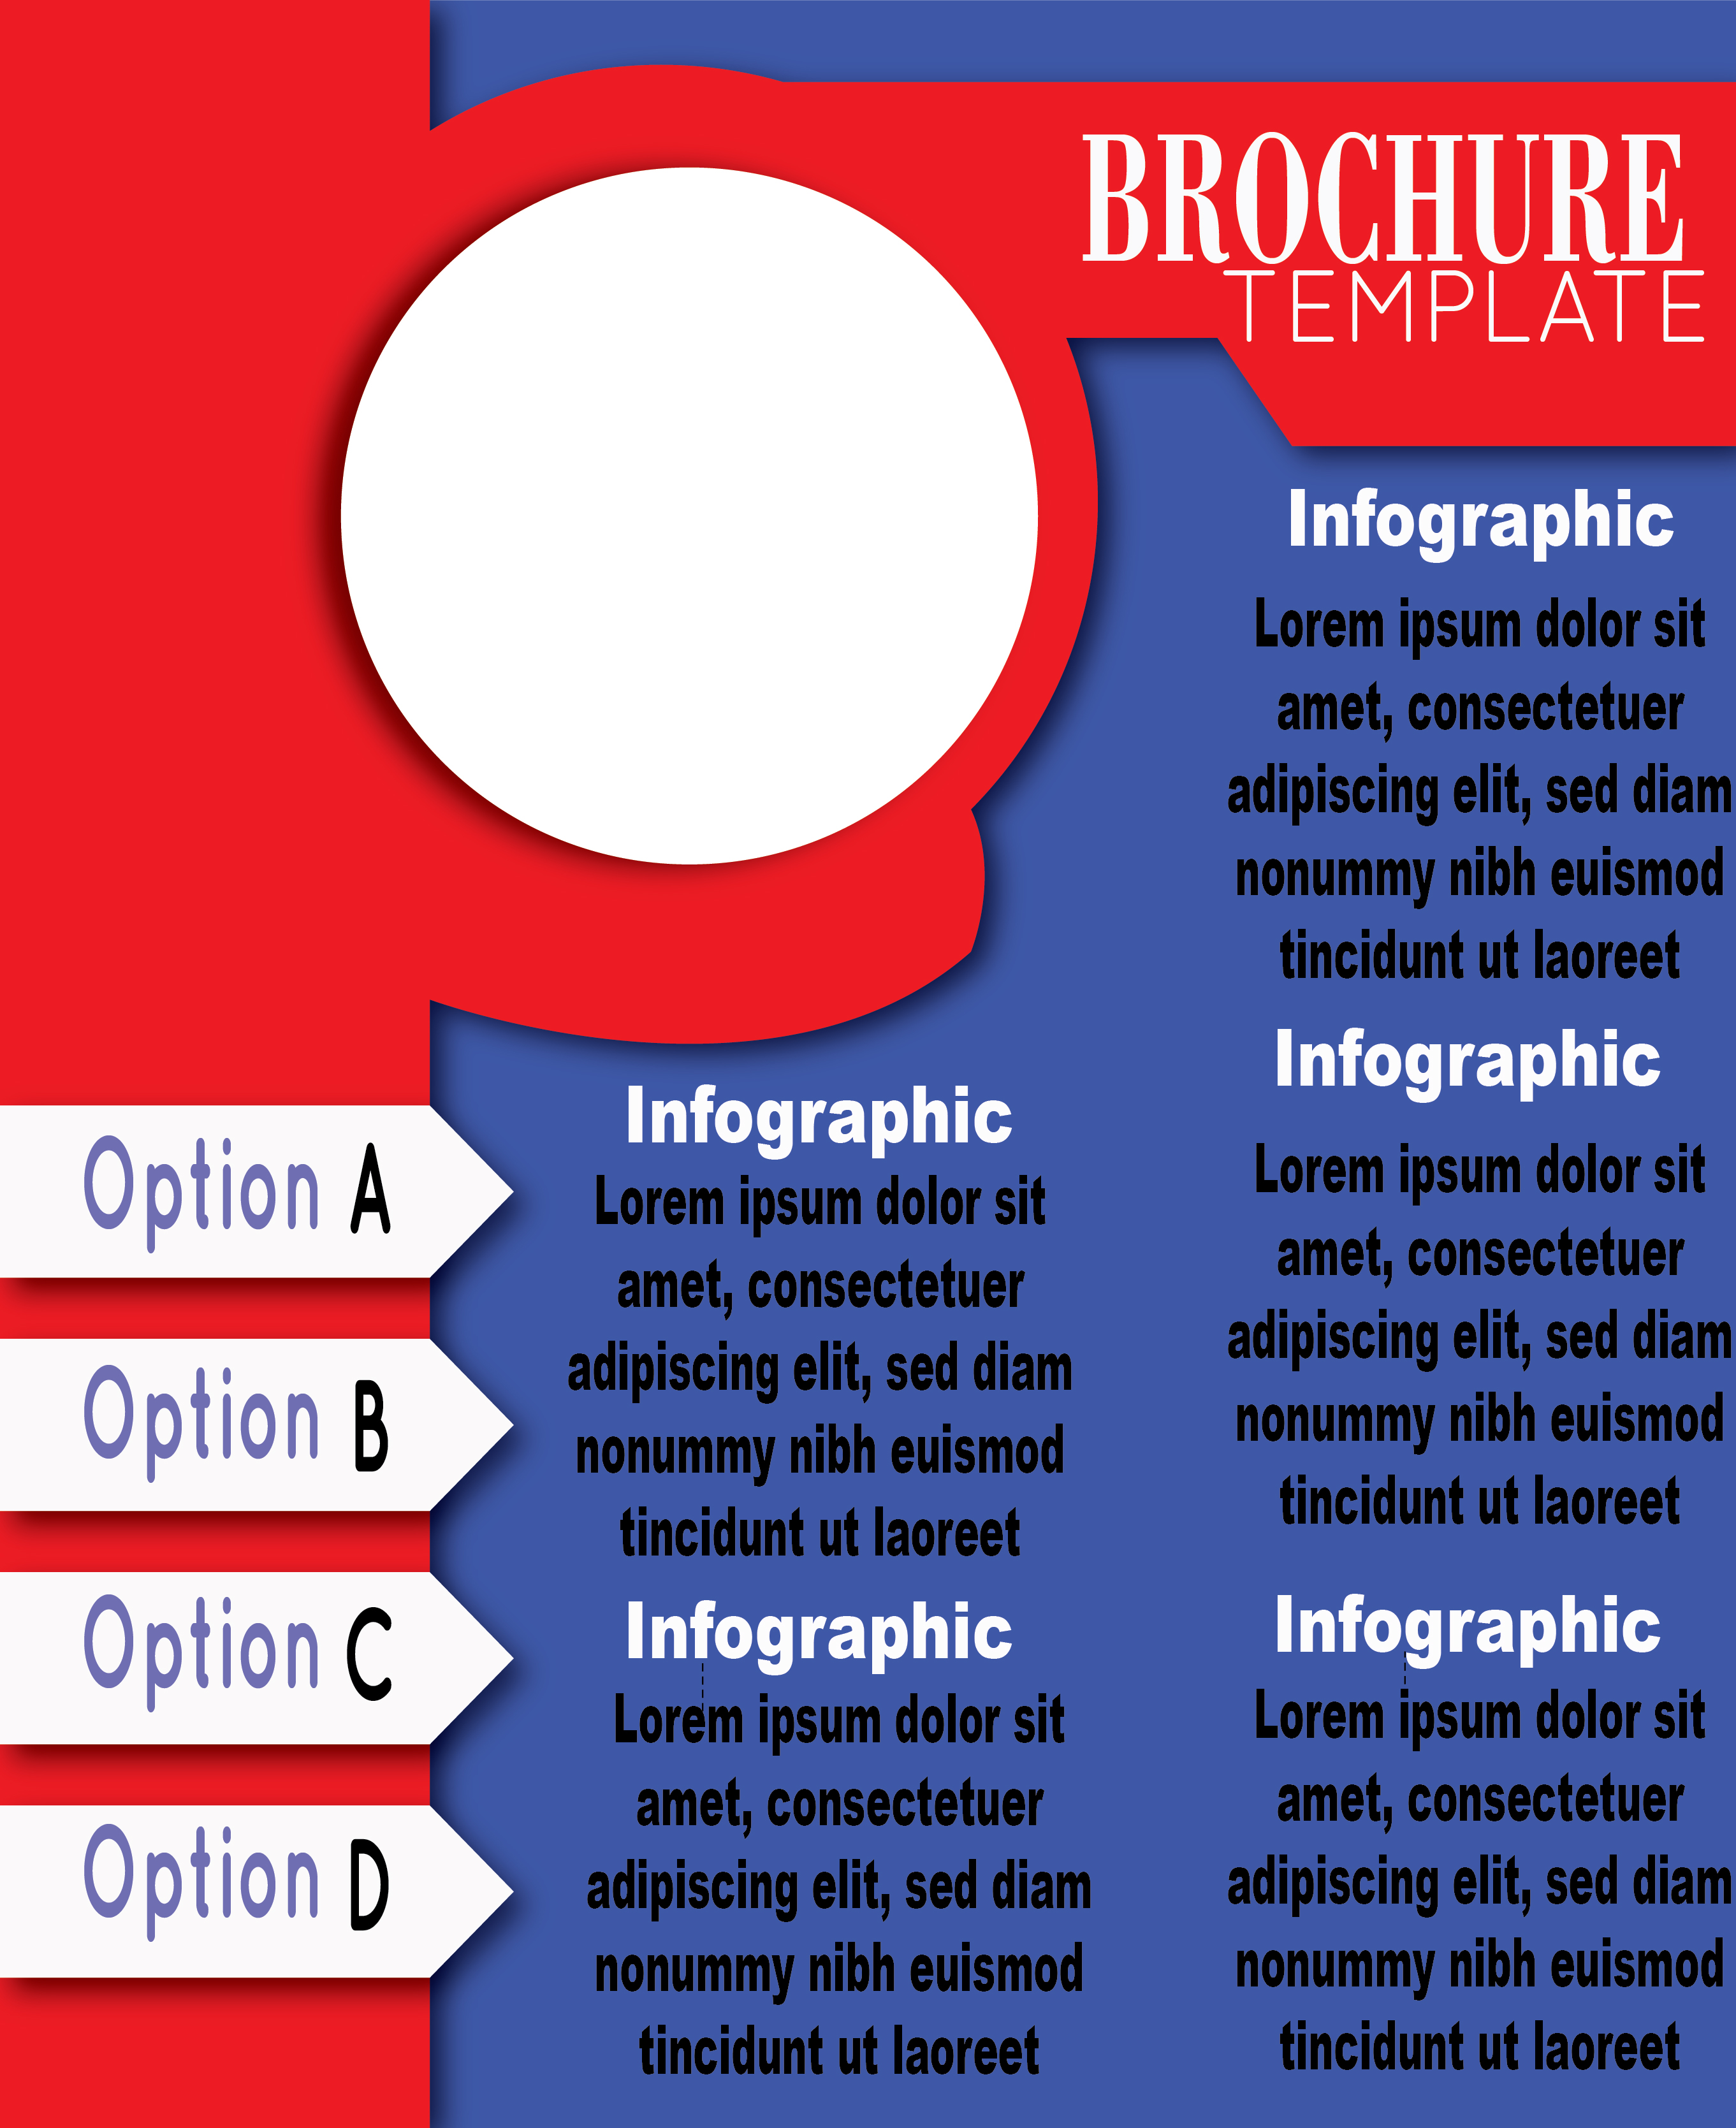 BROCHURE
TEMPLATE
Infographic
Lorem ipsum dolor sit
amet, consectetuer
adipiscing elit, sed diam
nonummy nibh euismod
tincidunt ut laoreet
Infographic
Lorem ipsum dolor sit
amet, consectetuer
adipiscing elit, sed diam
nonummy nibh euismod
tincidunt ut laoreet
Infographic
Lorem ipsum dolor sit
amet, consectetuer
adipiscing elit, sed diam
nonummy nibh euismod
tincidunt ut laoreet
Option A
Option B
Option C
Option D
Infographic
Lorem ipsum dolor sit
amet, consectetuer
adipiscing elit, sed diam
nonummy nibh euismod
tincidunt ut laoreet
Infographic
Lorem ipsum dolor sit
amet, consectetuer
adipiscing elit, sed diam
nonummy nibh euismod
tincidunt ut laoreet